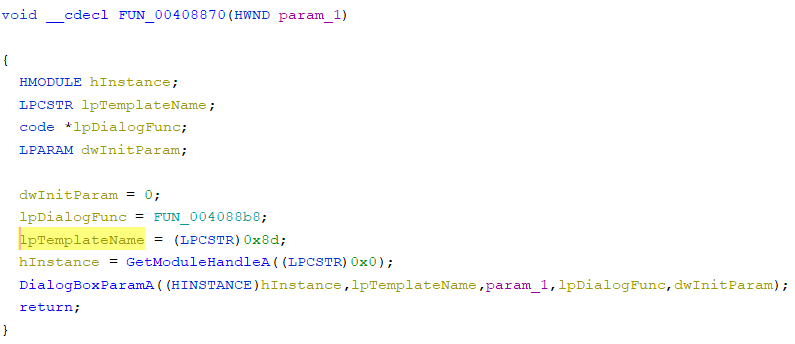 void __cdecl FUN_00408870(HWND param_1)
{
HMODULE hInstance;
LPCSTR lpTemplateName;
code *lpDialogFunc;
LPARAM dwInitParam;
dwInitParam = 0;
lpDialogFunc = FUN_004088b8;
lpTemplateName = (LPCSTR)0x8d;
hInstance = GetModuleHandleA((LPCSTR)0x0);
DialogBoxParamA((HINSTANCE)hInstance,lpTemplateName,param_1,lpDialogFunc,dwInitParam);
return;
}